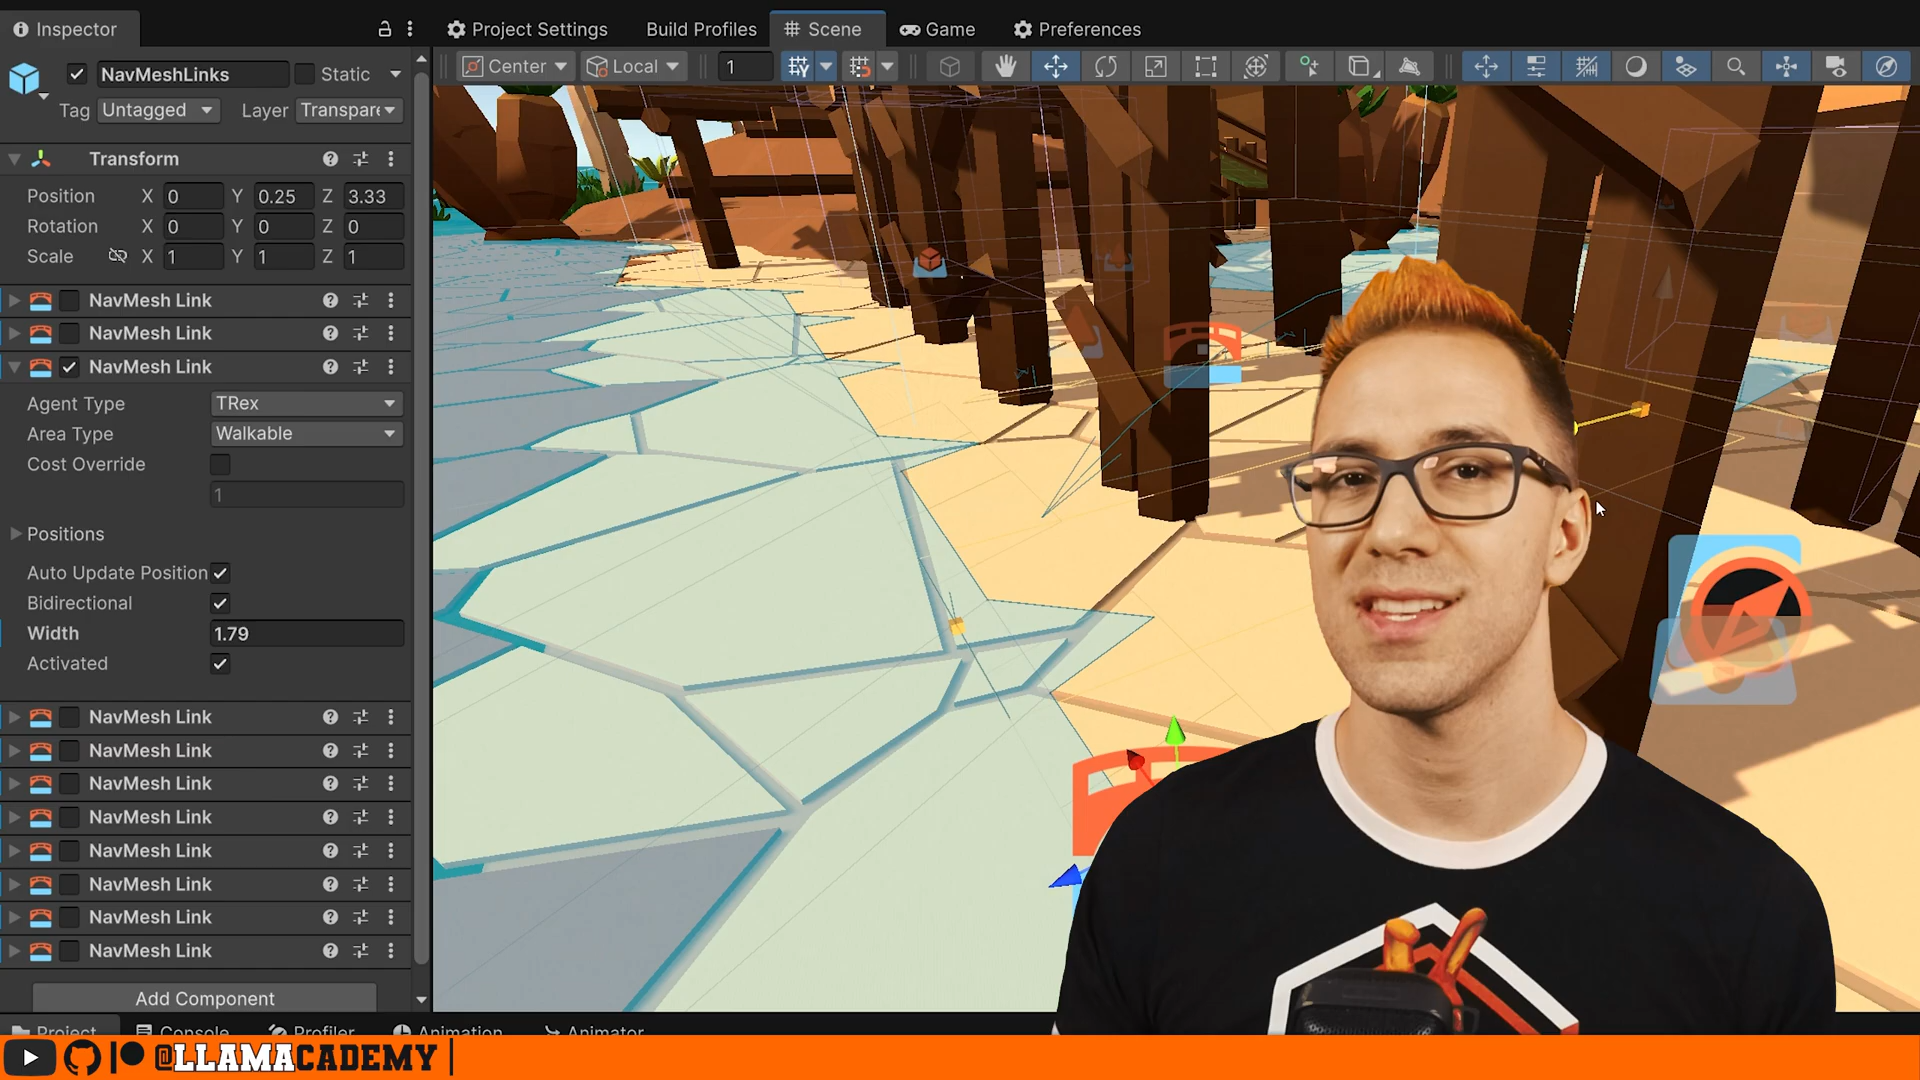 Inspector
Project Settings
Build Profiles
Scene
Game
Preferences
NavMeshLinks
Static
Center
Local
1
Tag
Untagged
Layer
Transpare
Transform
Position X 0 Y 0.25 Z 3.33
Rotation X 0 Y 0 Z 0
Scale X 1 Y 1 Z 1
NavMesh Link
NavMesh Link
NavMesh Link
Agent Type TRex
Area Type Walkable
Cost Override
1
Positions
Auto Update Position
Bidirectional
Width 1.79
Activated
NavMesh Link
NavMesh Link
NavMesh Link
NavMesh Link
NavMesh Link
NavMesh Link
NavMesh Link
NavMesh Link
Add Component
Project
Console
Profiler
Animation
Animator
@LLAMACADEMY